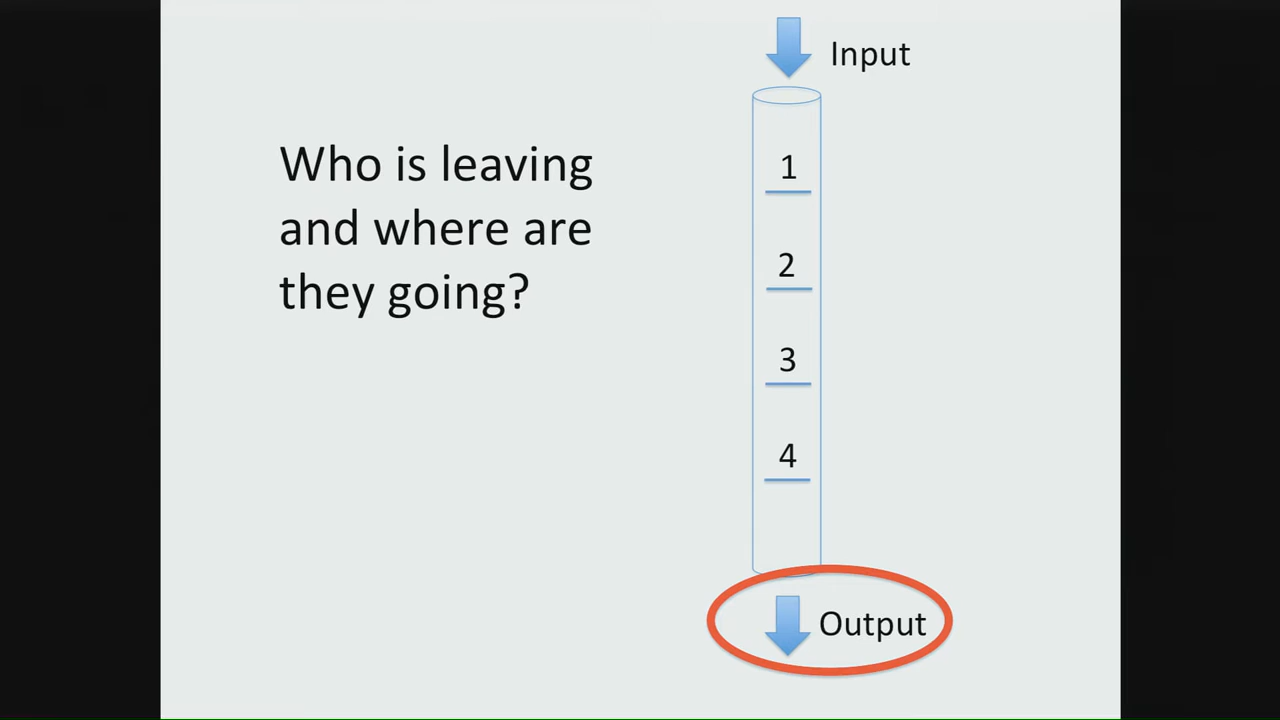 Input
Who is leaving
and where are
they going?
1
2
3
4
Output